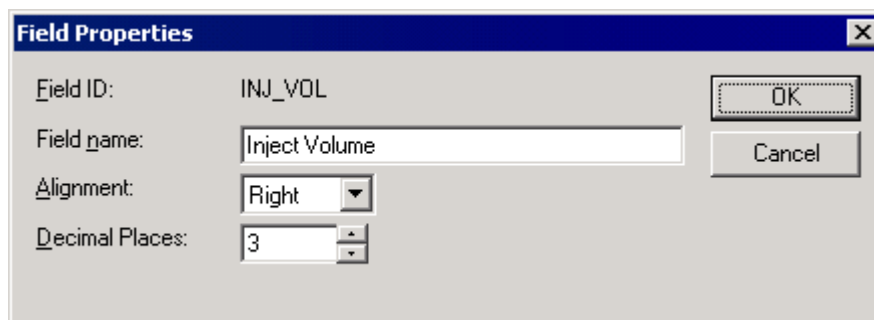 Field Properties
Field ID: INJ_VOL
OK
Field name: Inject Volume
Cancel
Alignment: Right
Decimal Places: 3